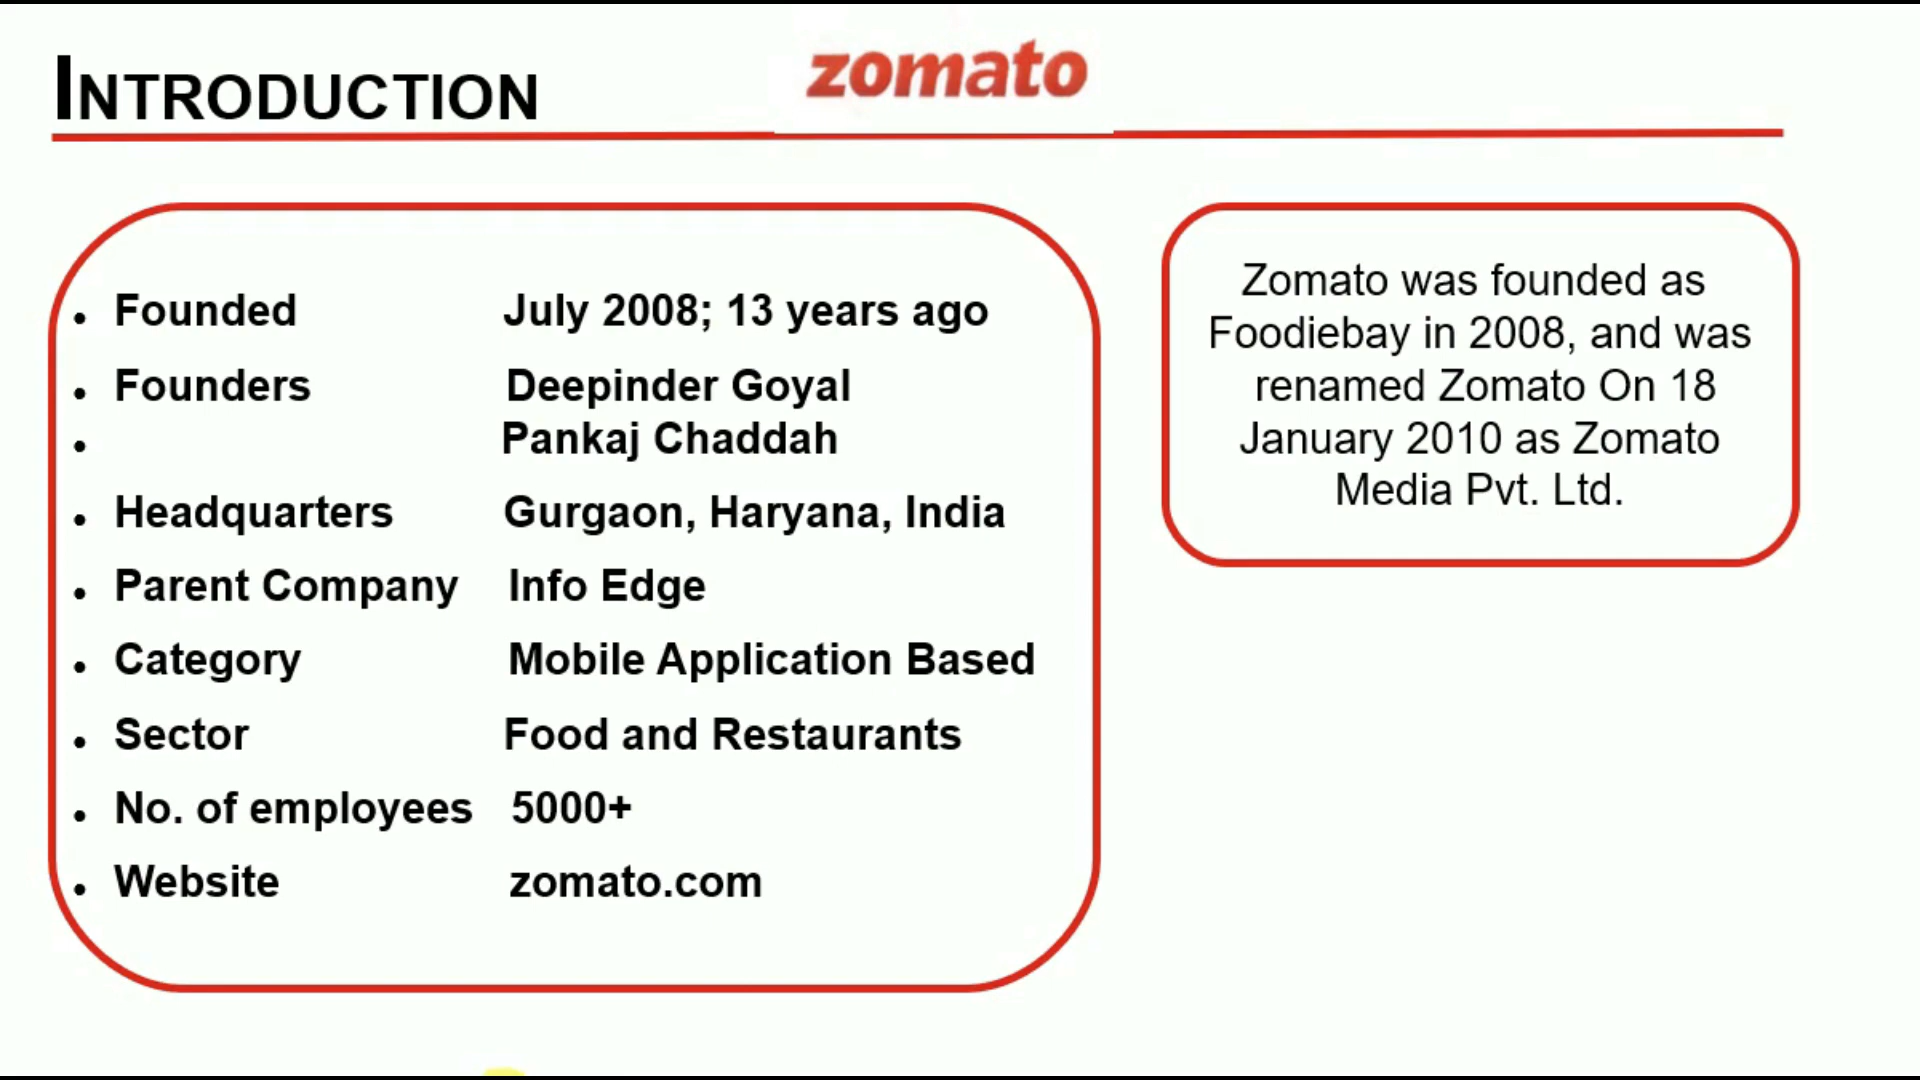 INTRODUCTION
zomato
• Founded July 2008; 13 years ago
• Founders Deepinder Goyal
• Pankaj Chaddah
• Headquarters Gurgaon, Haryana, India
• Parent Company Info Edge
• Category Mobile Application Based
• Sector Food and Restaurants
• No. of employees 5000+
• Website zomato.com
Zomato was founded as
Foodiebay in 2008, and was
renamed Zomato On 18
January 2010 as Zomato
Media Pvt. Ltd.